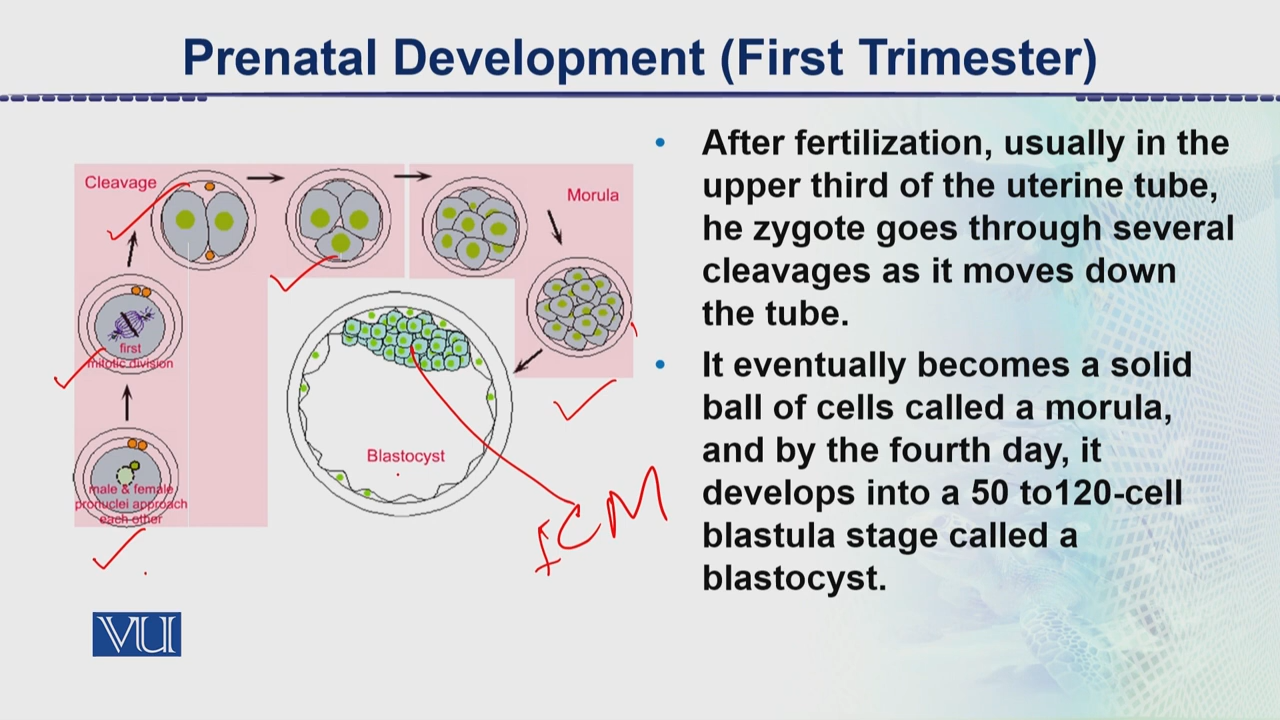 Prenatal Development (First Trimester)
Cleavage
Morula
first
mitotic division
male & female
pronuclei approach
each other
Blastocyst
ICM
• After fertilization, usually in the
upper third of the uterine tube,
he zygote goes through several
cleavages as it moves down
the tube.
• It eventually becomes a solid
ball of cells called a morula,
and by the fourth day, it
develops into a 50 to120-cell
blastula stage called a
blastocyst.
VU